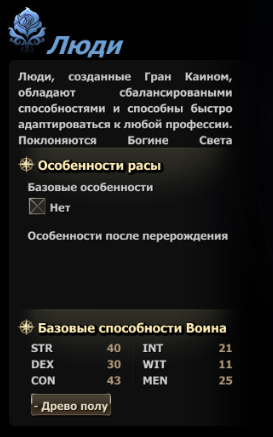 Люди
Люди, созданные Гран Каином,
обладают сбалансироваными
способностями и способны быстро
адаптироваться к любой профессии.
Поклоняются Богине Света
Особенности расы
Базовые особенности
Нет
Особенности после перерождения
Базовые способности Воина
STR 40 INT 21
DEX 30 WIT 11
CON 43 MEN 25
- Древо полу